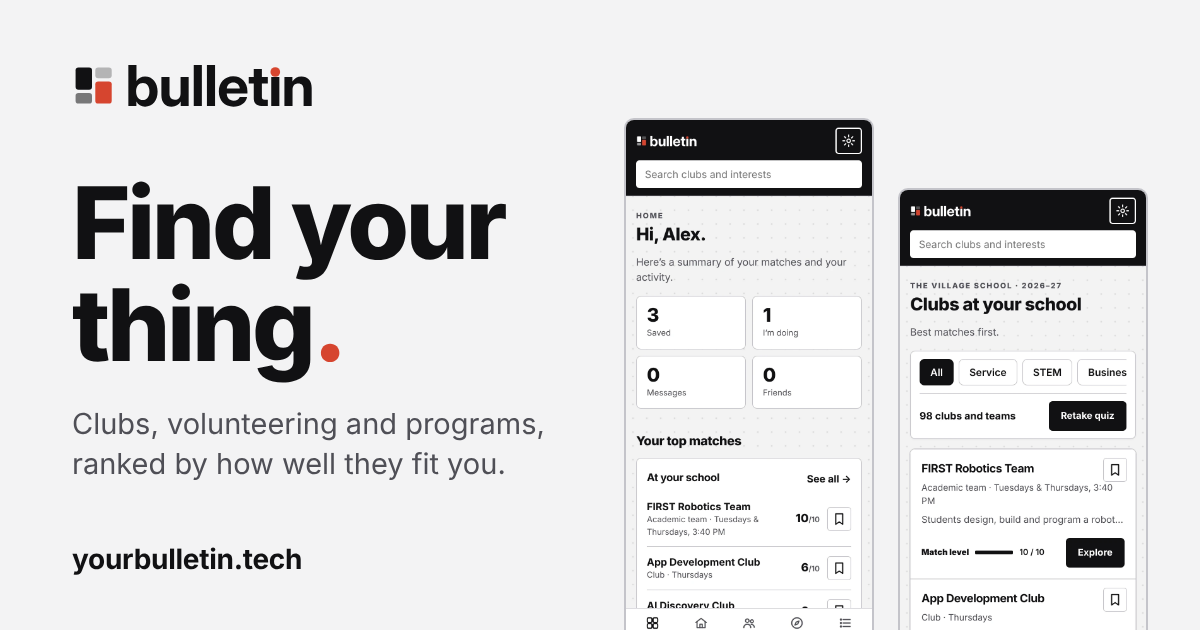 bulletin
Find your
thing.
Clubs, volunteering and programs,
ranked by how well they fit you.
yourbulletin.tech
bulletin
Search clubs and interests
HOME
Hi, Alex.
Here's a summary of your matches and your
activity.
3
Saved
1
I'm doing
0
Messages
0
Friends
Your top matches
At your school
See all →
FIRST Robotics Team
Academic team · Tuesdays &
Thursdays, 3:40 PM
10/10
App Development Club
Club · Thursdays
6/10
AI Discovery Club
bulletin
Search clubs and interests
THE VILLAGE SCHOOL · 2026–27
Clubs at your school
Best matches first.
All
Service
STEM
Busines
98 clubs and teams
Retake quiz
FIRST Robotics Team
Academic team · Tuesdays & Thursdays, 3:40
PM
Students design, build and program a robot...
Match level
10 / 10
Explore
App Development Club
Club · Thursdays